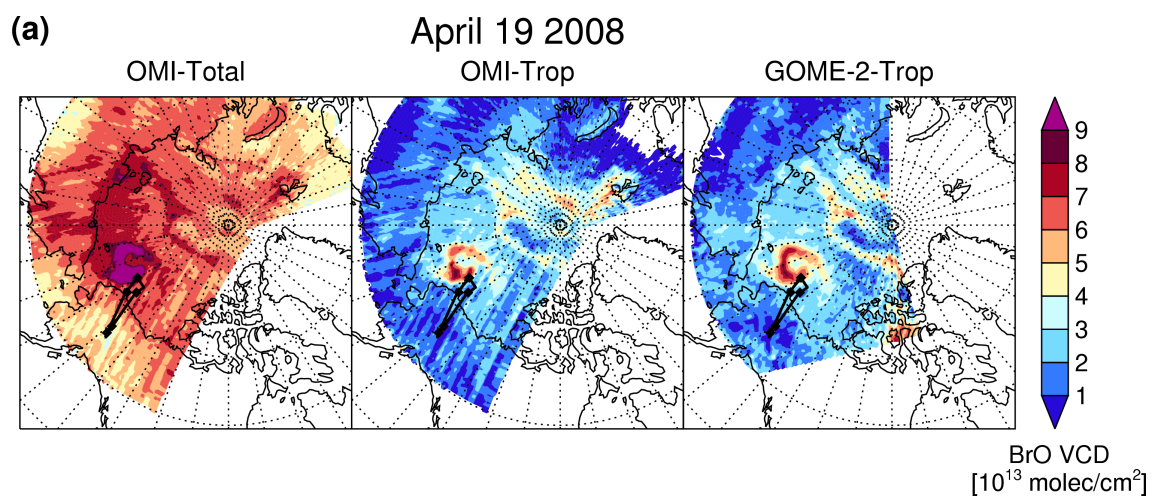 (a)
April 19 2008
OMI-Total
OMI-Trop
GOME-2-Trop
9
8
7
6
5
4
3
2
1
BrO VCD
[10¹³ molec/cm²]